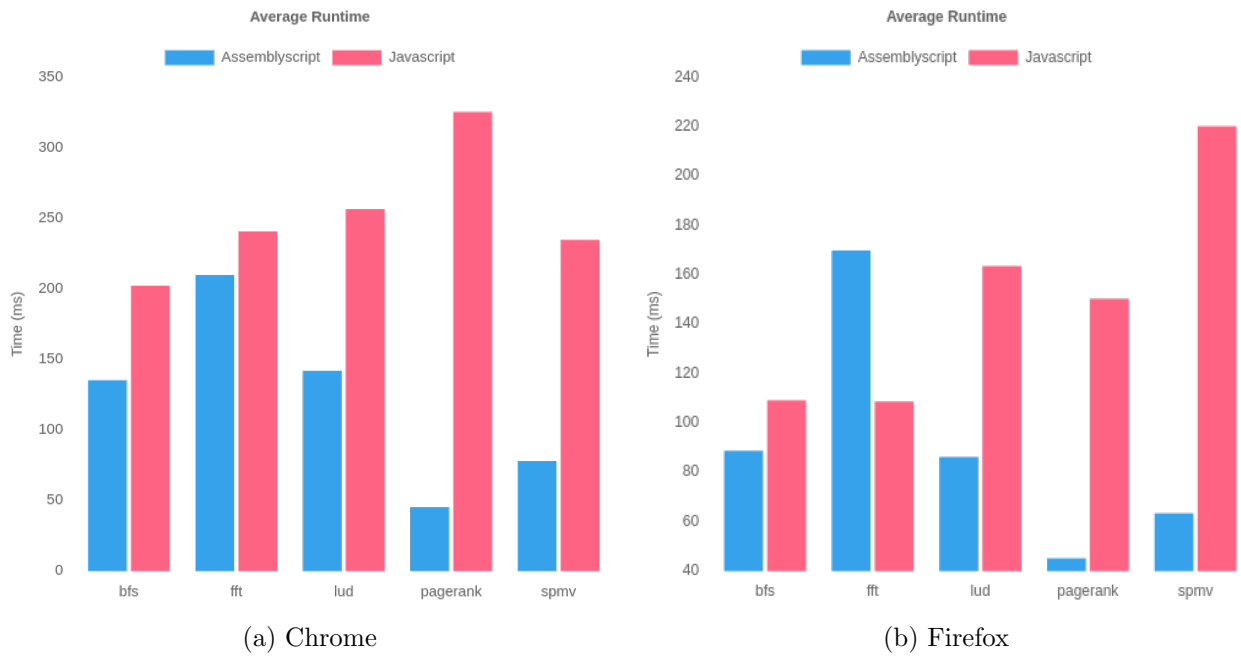 Average Runtime
Assemblyscript Javascript
350
300
250
200
150
100
50
0
Time (ms)
bfs fft lud pagerank spmv
(a) Chrome
Average Runtime
Assemblyscript Javascript
240
220
200
180
160
140
120
100
80
60
40
Time (ms)
bfs fft lud pagerank spmv
(b) Firefox